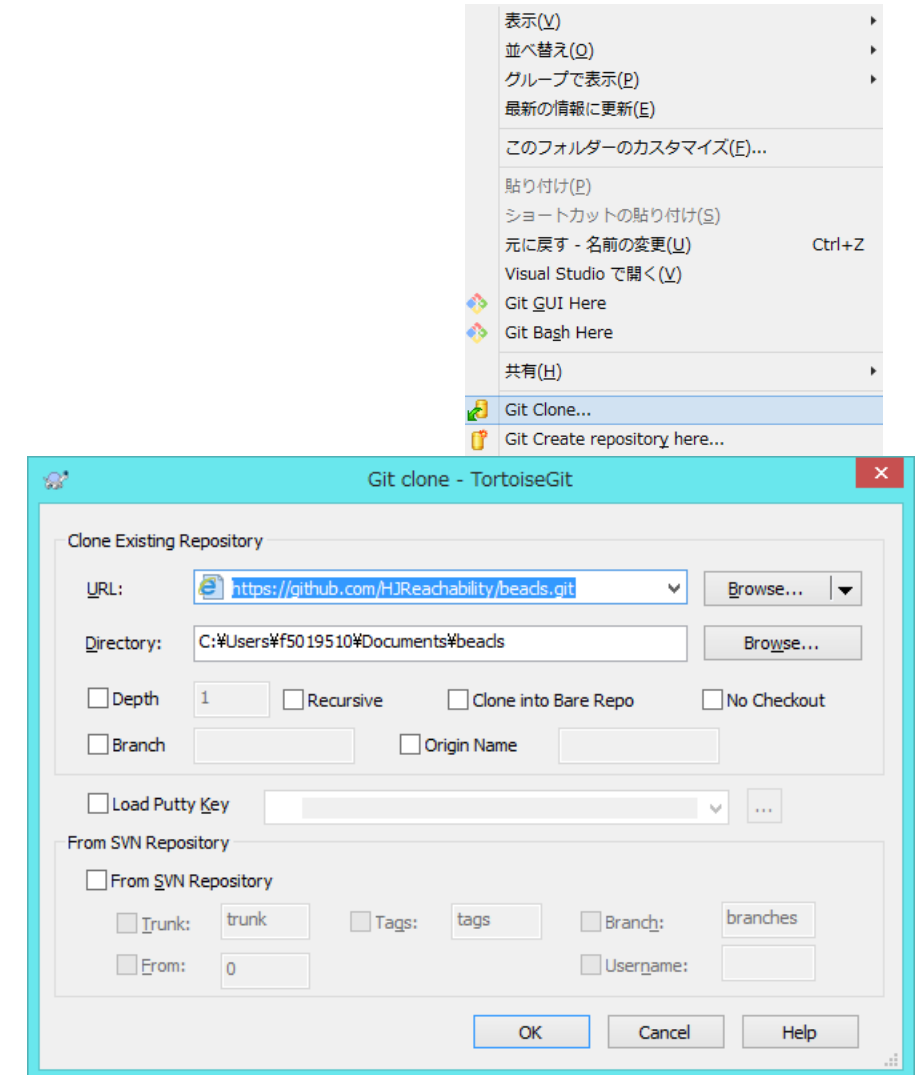 表示(V)
並べ替え(O)
グループで表示(P)
最新の情報に更新(E)
このフォルダーのカスタマイズ(F)...
貼り付け(P)
ショートカットの貼り付け(S)
元に戻す - 名前の変更(U) Ctrl+Z
Visual Studio で開く(V)
Git GUI Here
Git Bash Here
共有(H)
Git Clone...
Git Create repository here...
Git clone - TortoiseGit
Clone Existing Repository
URL: https://github.com/HJReachability/beacls.git Browse...
Directory: C:¥Users¥f5019510¥Documents¥beacls Browse...
Depth 1 Recursive Clone into Bare Repo No Checkout
Branch Origin Name
Load Putty Key ...
From SVN Repository
From SVN Repository
Trunk: trunk Tags: tags Branch: branches
From: 0 Username:
OK Cancel Help